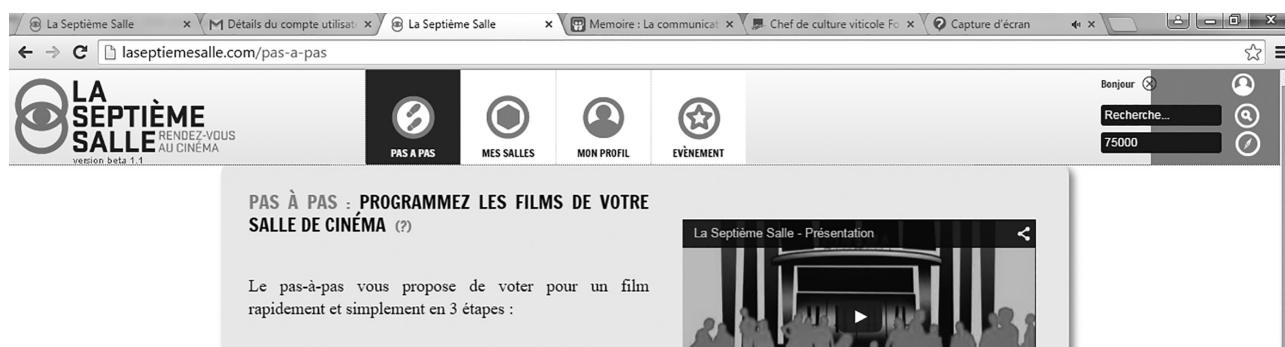 La Septième Salle
Détails du compte utilisat
La Septième Salle
Memoire : La communicat
Chef de culture viticole Fo
Capture d'écran
laseptiemesalle.com/pas-a-pas
LA
SEPTIÈME
SALLE
RENDEZ-VOUS
AU CINÉMA
version beta 1.1
PAS A PAS
MES SALLES
MON PROFIL
EVÈNEMENT
Bonjour
Recherche...
75000
PAS À PAS : PROGRAMMEZ LES FILMS DE VOTRE
SALLE DE CINÉMA (?)
Le pas-à-pas vous propose de voter pour un film
rapidement et simplement en 3 étapes :
La Septième Salle - Présentation